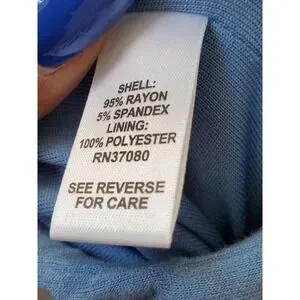 SHELL:
95% RAYON
5% SPANDEX
LINING:
100% POLYESTER
RN37080
SEE REVERSE
FOR CARE